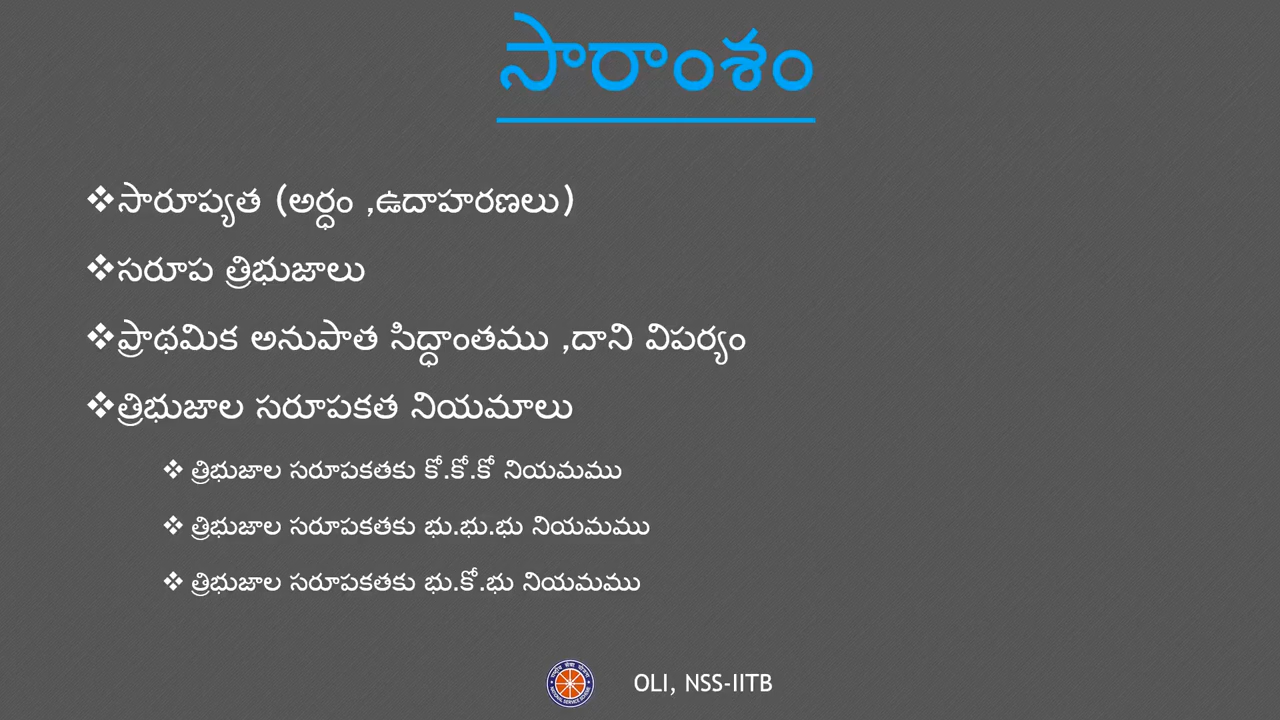 సారాంశం
❖సారూప్యత (అర్ధం ,ఉదాహరణలు)
❖సరూప త్రిభుజాలు
❖ప్రాథమిక అనుపాత సిద్ధాంతము ,దాని విపర్యం
❖త్రిభుజాల సరూపకత నియమాలు
❖ త్రిభుజాల సరూపకతకు కో.కో.కో నియమము
❖ త్రిభుజాల సరూపకతకు భు.భు.భు నియమము
❖ త్రిభుజాల సరూపకతకు భు.కో.భు నియమము
OLI, NSS-IITB